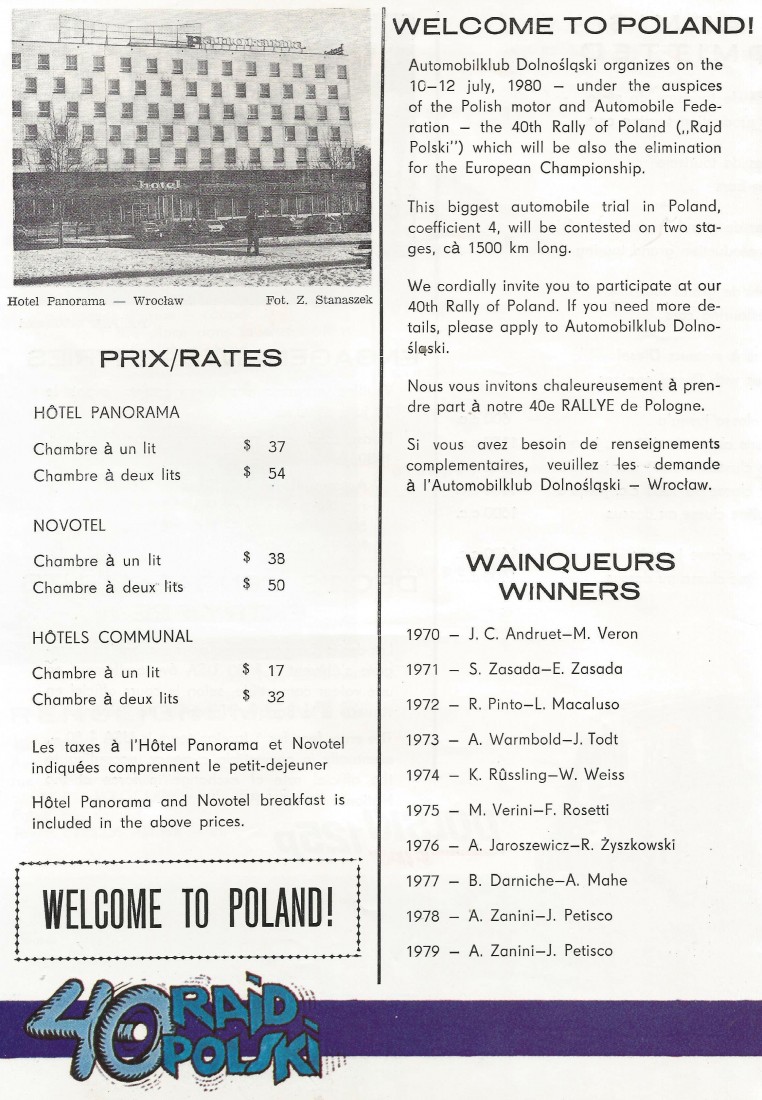 panorama
hotel
Hotel Panorama — Wrocław Fot. Z. Stanaszek
PRIX/RATES
HÔTEL PANORAMA
Chambre à un lit $ 37
Chambre à deux lits $ 54
NOVOTEL
Chambre à un lit $ 38
Chambre à deux lits $ 50
HÔTELS COMMUNAL
Chambre à un lit $ 17
Chambre à deux lits $ 32
Les taxes à l'Hôtel Panorama et Novotel
indiquées comprennent le petit-dejeuner
Hôtel Panorama and Novotel breakfast is
included in the above prices.
WELCOME TO POLAND!
40 RAJD
POLSKI
WELCOME TO POLAND!
Automobilklub Dolnośląski organizes on the
10—12 july, 1980 — under the auspices
of the Polish motor and Automobile Fede-
ration — the 40th Rally of Poland („Rajd
Polski") which will be also the elimination
for the European Championship.
This biggest automobile trial in Poland,
coefficient 4, will be contested on two sta-
ges, cà 1500 km long.
We cordially invite you to participate at our
40th Rally of Poland. If you need more de-
tails, please apply to Automobilklub Dolno-
śląski.
Nous vous invitons chaleureusement à pren-
dre part à notre 40e RALLYE de Pologne.
Si vous avez besoin de renseignements
complementaires, veuillez les demande
à l'Automobilklub Dolnośląski — Wrocław.
WAINQUEURS
WINNERS
1970 — J. C. Andruet—M. Veron
1971 — S. Zasada—E. Zasada
1972 — R. Pinto—L. Macaluso
1973 — A. Warmbold—J. Todt
1974 — K. Rûssling—W. Weiss
1975 — M. Verini—F. Rosetti
1976 — A. Jaroszewicz—R. Żyszkowski
1977 — B. Darniche—A. Mahe
1978 — A. Zanini—J. Petisco
1979 — A. Zanini—J. Petisco